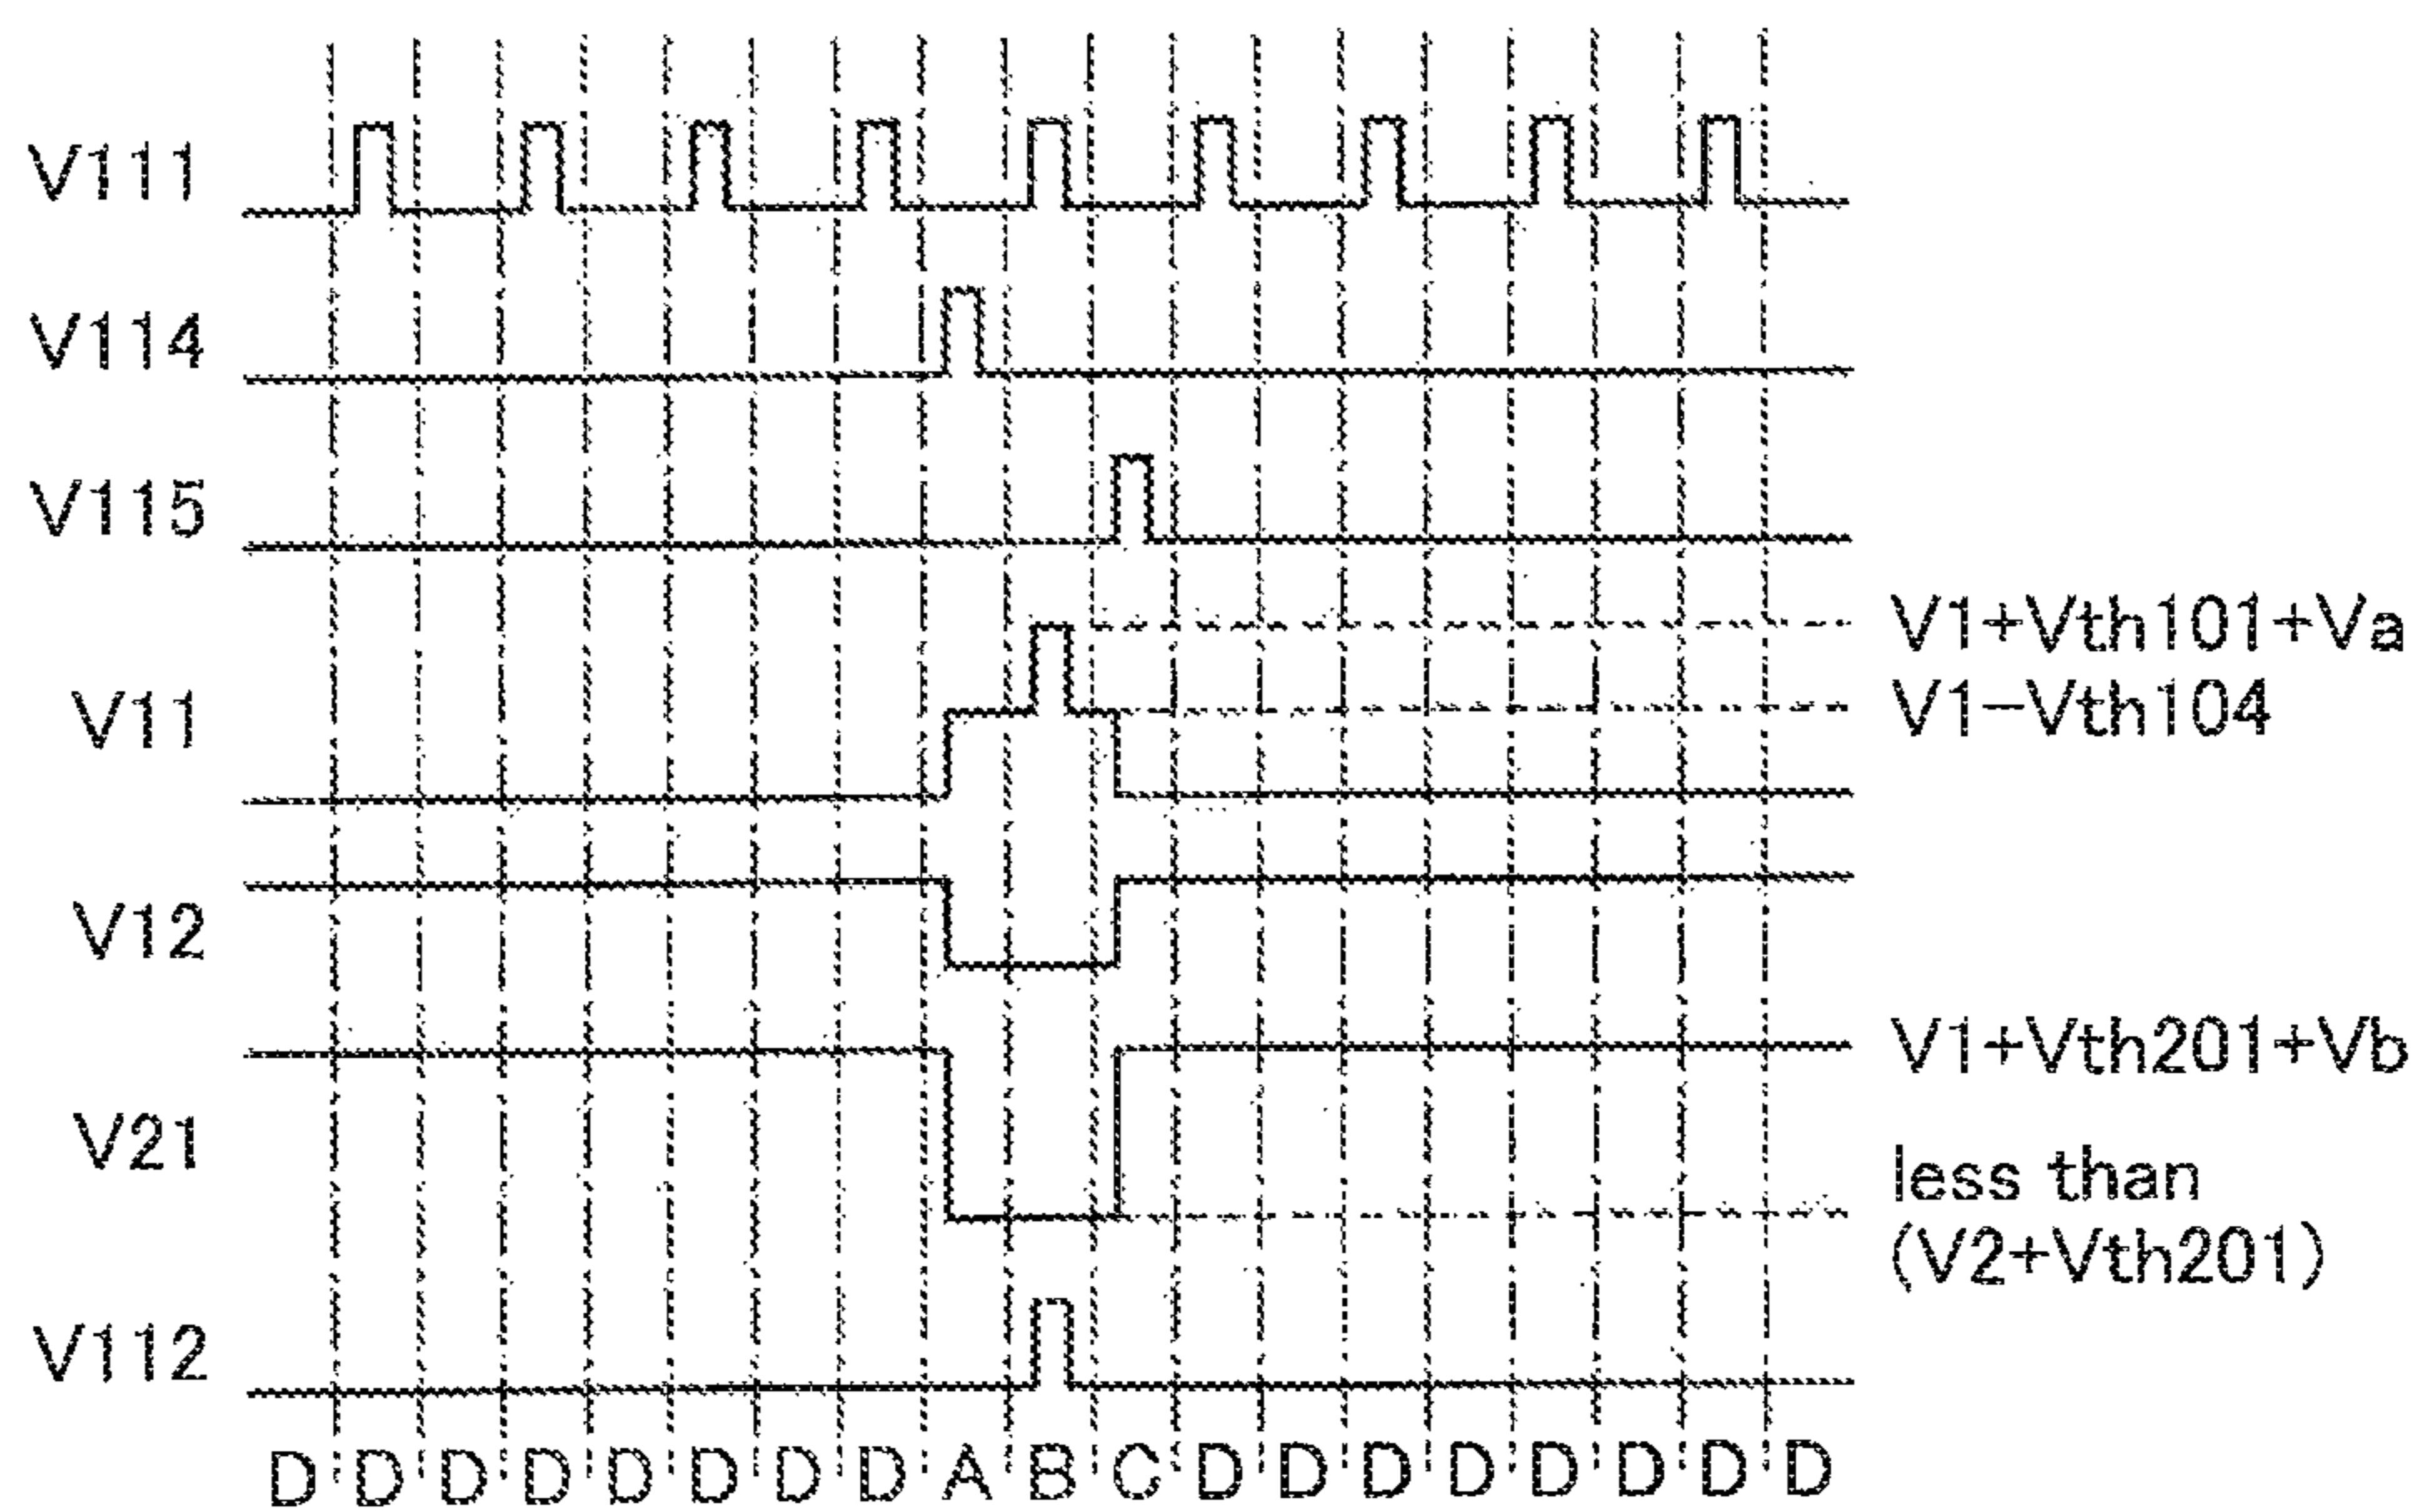 V111
V114
V115
V1+Vth101+Va
V11
V1-Vth104
V12
V1+Vth201+Vb
V21
less than
(V2+Vth201)
V112
D D D D D D D D A B C D D D D D D D D